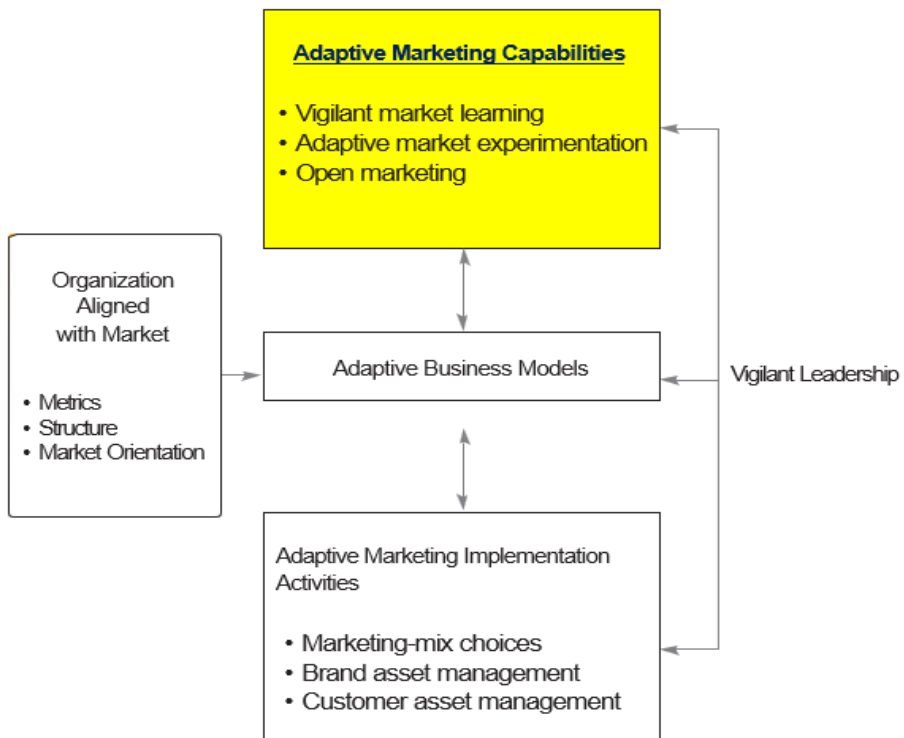 Adaptive Marketing Capabilities
• Vigilant market learning
• Adaptive market experimentation
• Open marketing
Organization
Aligned
with Market
• Metrics
• Structure
• Market Orientation
Adaptive Business Models
Vigilant Leadership
Adaptive Marketing Implementation
Activities
• Marketing-mix choices
• Brand asset management
• Customer asset management